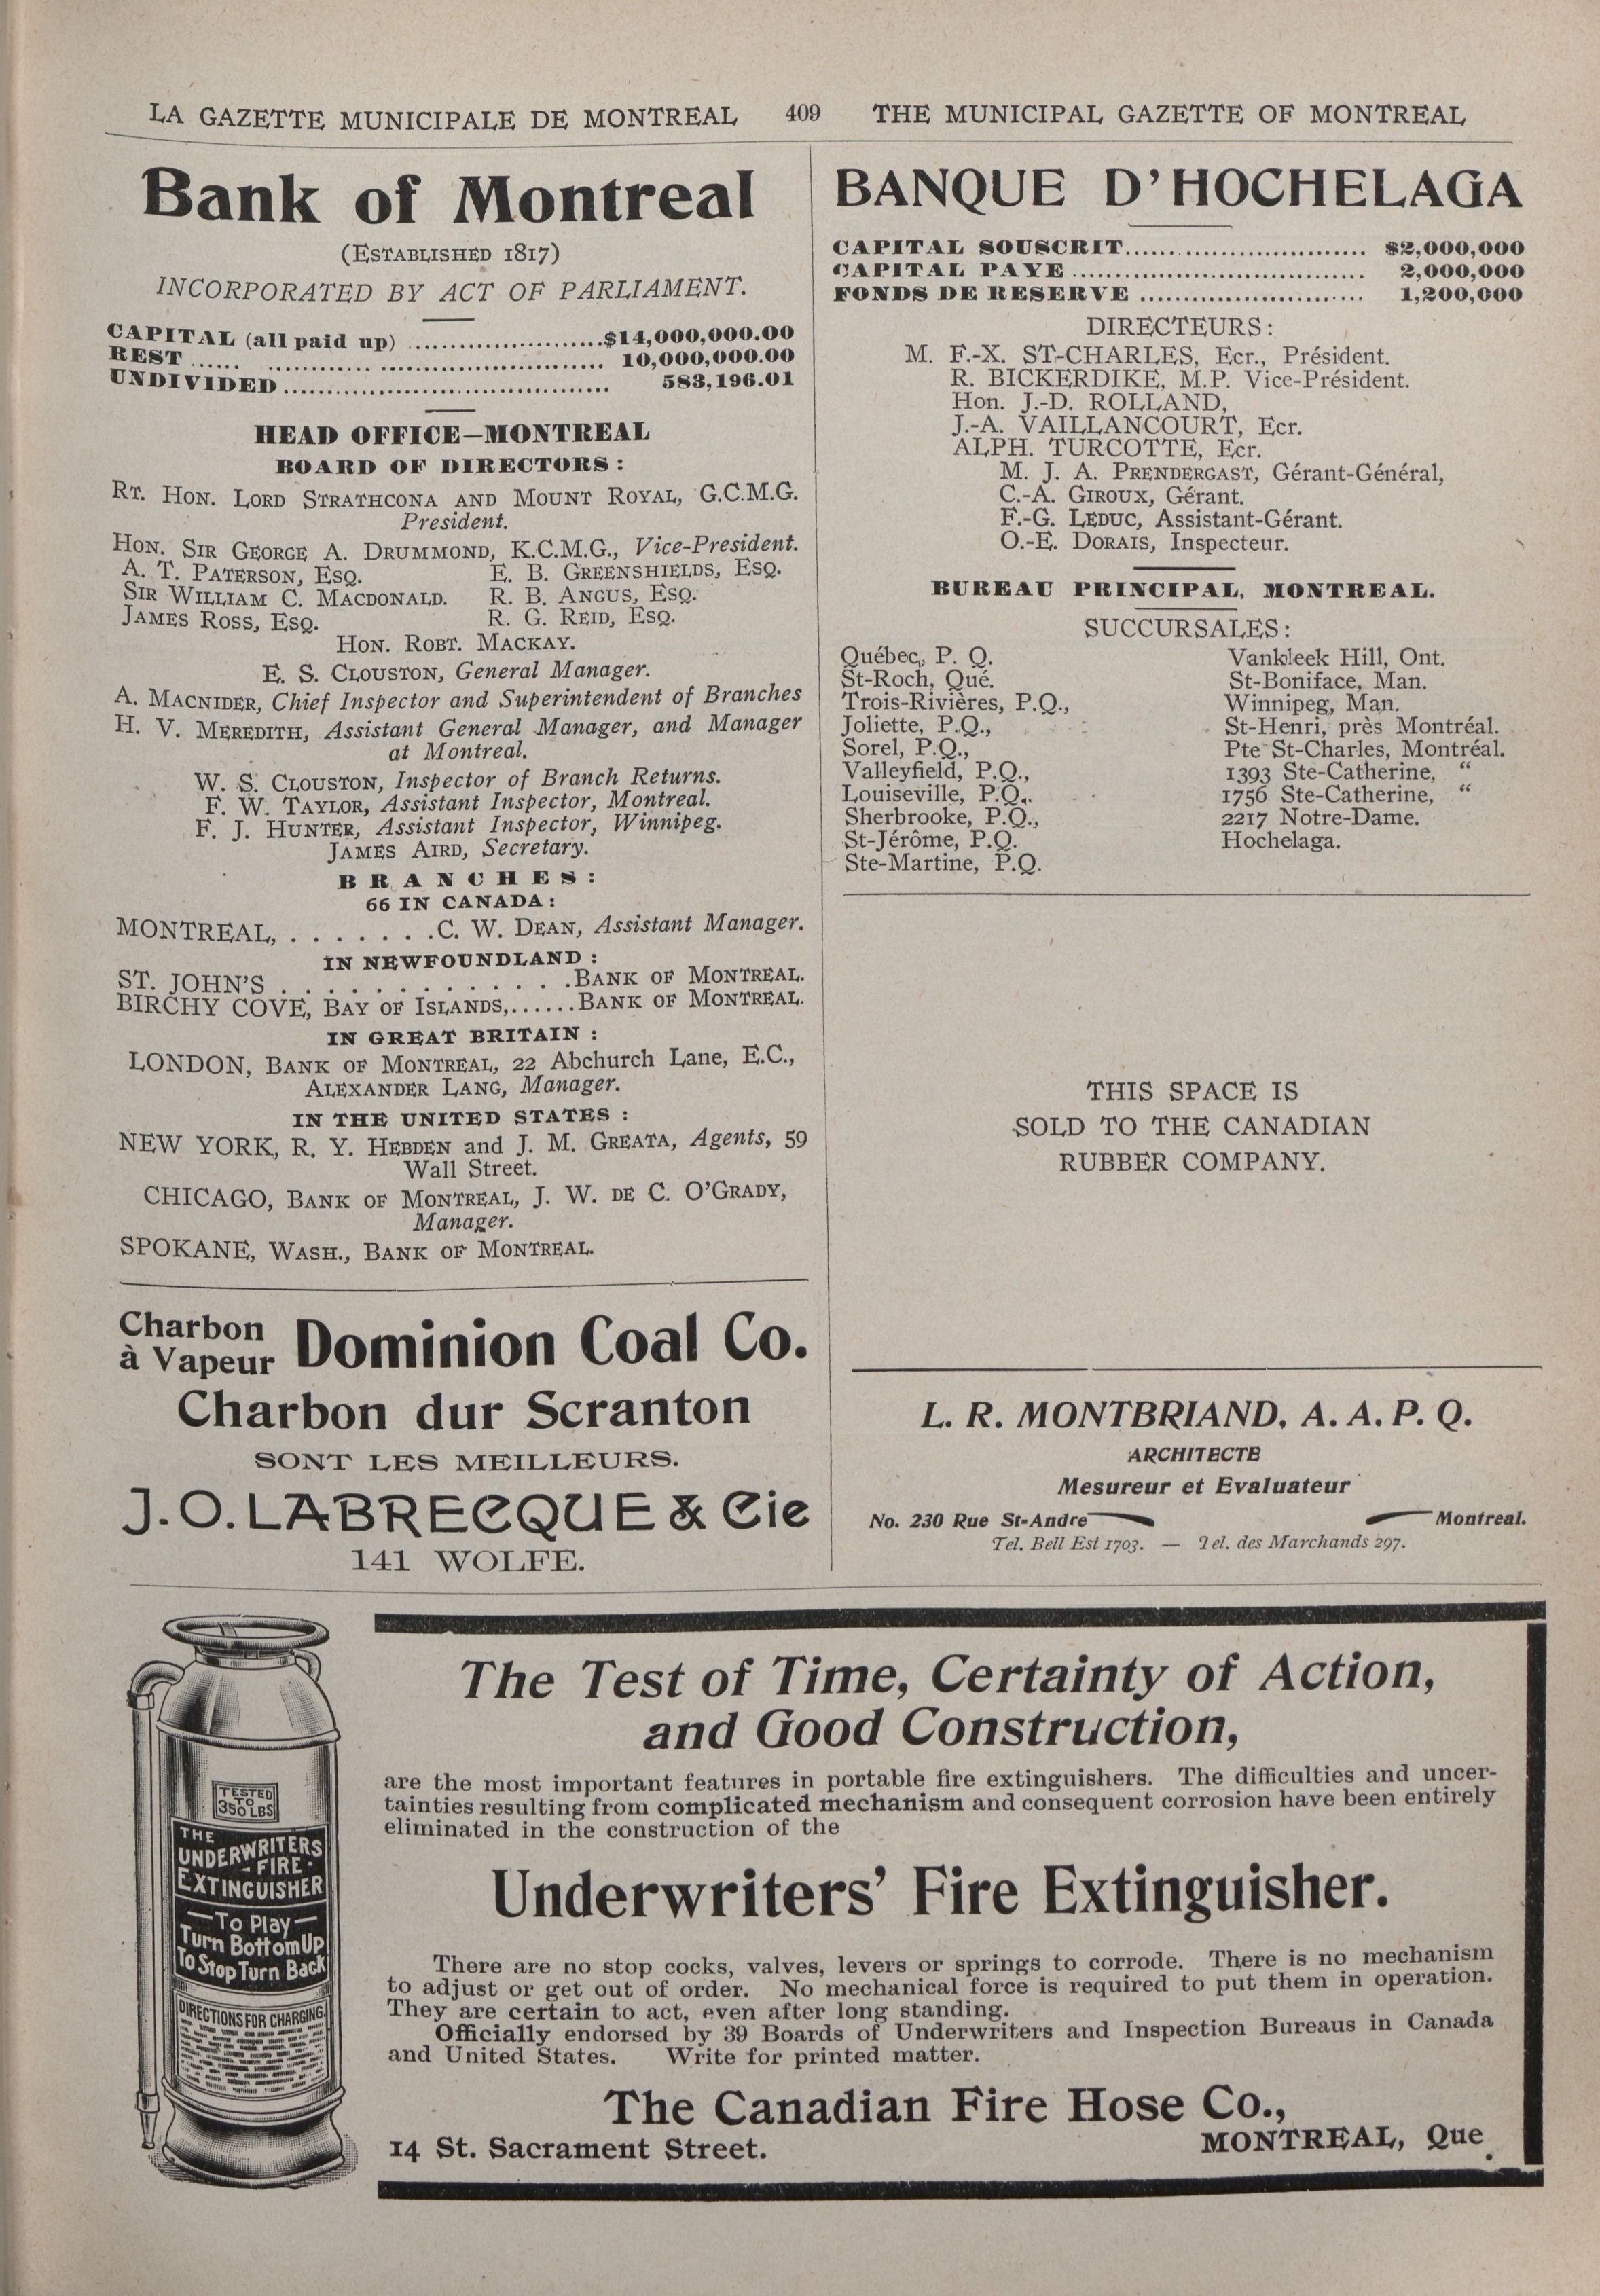 LA GAZETTE MUNICIPALE DE MONTREAL 409 THE MUNICIPAL GAZETTE OF MONTREAL
Bank of Montreal
(ESTABLISHED 1817)
INCORPORATED BY ACT OF PARLIAMENT.
CAPITAL (all paid up) ......................$14,000,000.00
REST ...... ............ .......................... 10,000,000.00
UNDIVIDED..................................... 583,196.01
HEAD OFFICE—MONTREAL
BOARD OF DIRECTORS:
RT. HON. LORD STRATHCONA AND MOUNT ROYAL, G.C.M.G.
President.
HON. SIR GEORGE A. DRUMMOND, K.C.M.G., Vice-President.
A. T. PATERSON, ESQ. E. B. GREENSHIELDS, ESQ.
SIR WILLIAM C. MACDONALD. R. B. ANGUS, ESQ.
JAMES ROSS, ESQ. R. G. REID, ESQ.
HON. ROBT. MACKAY.
E. S. CLOUSTON, General Manager.
A. MACNIDER, Chief Inspector and Superintendent of Branches
H. V. MEREDITH, Assistant General Manager, and Manager
at Montreal.
W. S. CLOUSTON, Inspector of Branch Returns.
F. W. TAYLOR, Assistant Inspector, Montreal.
F. J. HUNTER, Assistant Inspector, Winnipeg.
JAMES AIRD, Secretary.
BRANCHES:
66 IN CANADA:
MONTREAL, . . . . . . . .C. W. DEAN, Assistant Manager.
IN NEWFOUNDLAND :
ST. JOHN'S . . . . . . . . . . . . . .BANK OF MONTREAL.
BIRCHY COVE, BAY OF ISLANDS,......BANK OF MONTREAL.
IN GREAT BRITAIN :
LONDON, BANK OF MONTREAL, 22 Abchurch Lane, E.C.,
ALEXANDER LANG, Manager.
IN THE UNITED STATES :
NEW YORK, R. Y. HEBDEN and J. M. GREATA, Agents, 59
Wall Street.
CHICAGO, BANK OF MONTREAL, J. W. DE C. O'GRADY,
Manager.
SPOKANE, WASH., BANK OF MONTREAL.
Charbon
à Vapeur Dominion Coal Co.
Charbon dur Scranton
SONT LES MEILLEURS.
J.O. LABRECQUE & Cie
141 WOLFE.
BANQUE D'HOCHELAGA
CAPITAL SOUSCRIT............................ $2,000,000
CAPITAL PAYE .................................. 2,000,000
FONDS DE RESERVE .......................... 1,200,000
DIRECTEURS:
M. F.-X. ST-CHARLES, Ecr., Président.
R. BICKERDIKE, M.P. Vice-Président.
Hon. J.-D. ROLLAND,
J.-A. VAILLANCOURT, Ecr.
ALPH. TURCOTTE, Ecr.
M. J. A. PRENDERGAST, Gérant-Général,
C.-A. GIROUX, Gérant.
F.-G. LEDUC, Assistant-Gérant.
O.-E. DORAIS, Inspecteur.
BUREAU PRINCIPAL, MONTREAL.
SUCCURSALES:
Québec, P. Q. Vankleek Hill, Ont.
St-Roch, Qué. St-Boniface, Man.
Trois-Rivières, P.Q., Winnipeg, Man.
Joliette, P.Q., St-Henri, près Montréal.
Sorel, P.Q., Pte St-Charles, Montréal.
Valleyfield, P.Q., 1393 Ste-Catherine, "
Louiseville, P.Q,. 1756 Ste-Catherine, "
Sherbrooke, P.Q., 2217 Notre-Dame.
St-Jérôme, P.Q. Hochelaga.
Ste-Martine, P.Q.
THIS SPACE IS
SOLD TO THE CANADIAN
RUBBER COMPANY.
L. R. MONTBRIAND, A. A. P. Q.
ARCHITECTE
Mesureur et Evaluateur
No. 230 Rue St-Andre Montreal.
Tel. Bell Est 1703. — Tel. des Marchands 297.
TESTED
TO
350 LBS
THE
UNDERWRITERS
FIRE
EXTINGUISHER
To Play
Turn Bottom Up
To Stop Turn Back
DIRECTIONS FOR CHARGING.
The Test of Time, Certainty of Action,
and Good Construction,
are the most important features in portable fire extinguishers. The difficulties and uncer-
tainties resulting from complicated mechanism and consequent corrosion have been entirely
eliminated in the construction of the
Underwriters' Fire Extinguisher.
There are no stop cocks, valves, levers or springs to corrode. There is no mechanism
to adjust or get out of order. No mechanical force is required to put them in operation.
They are certain to act, even after long standing.
Officially endorsed by 39 Boards of Underwriters and Inspection Bureaus in Canada
and United States. Write for printed matter.
The Canadian Fire Hose Co.,
14 St. Sacrament Street. MONTREAL, Que.